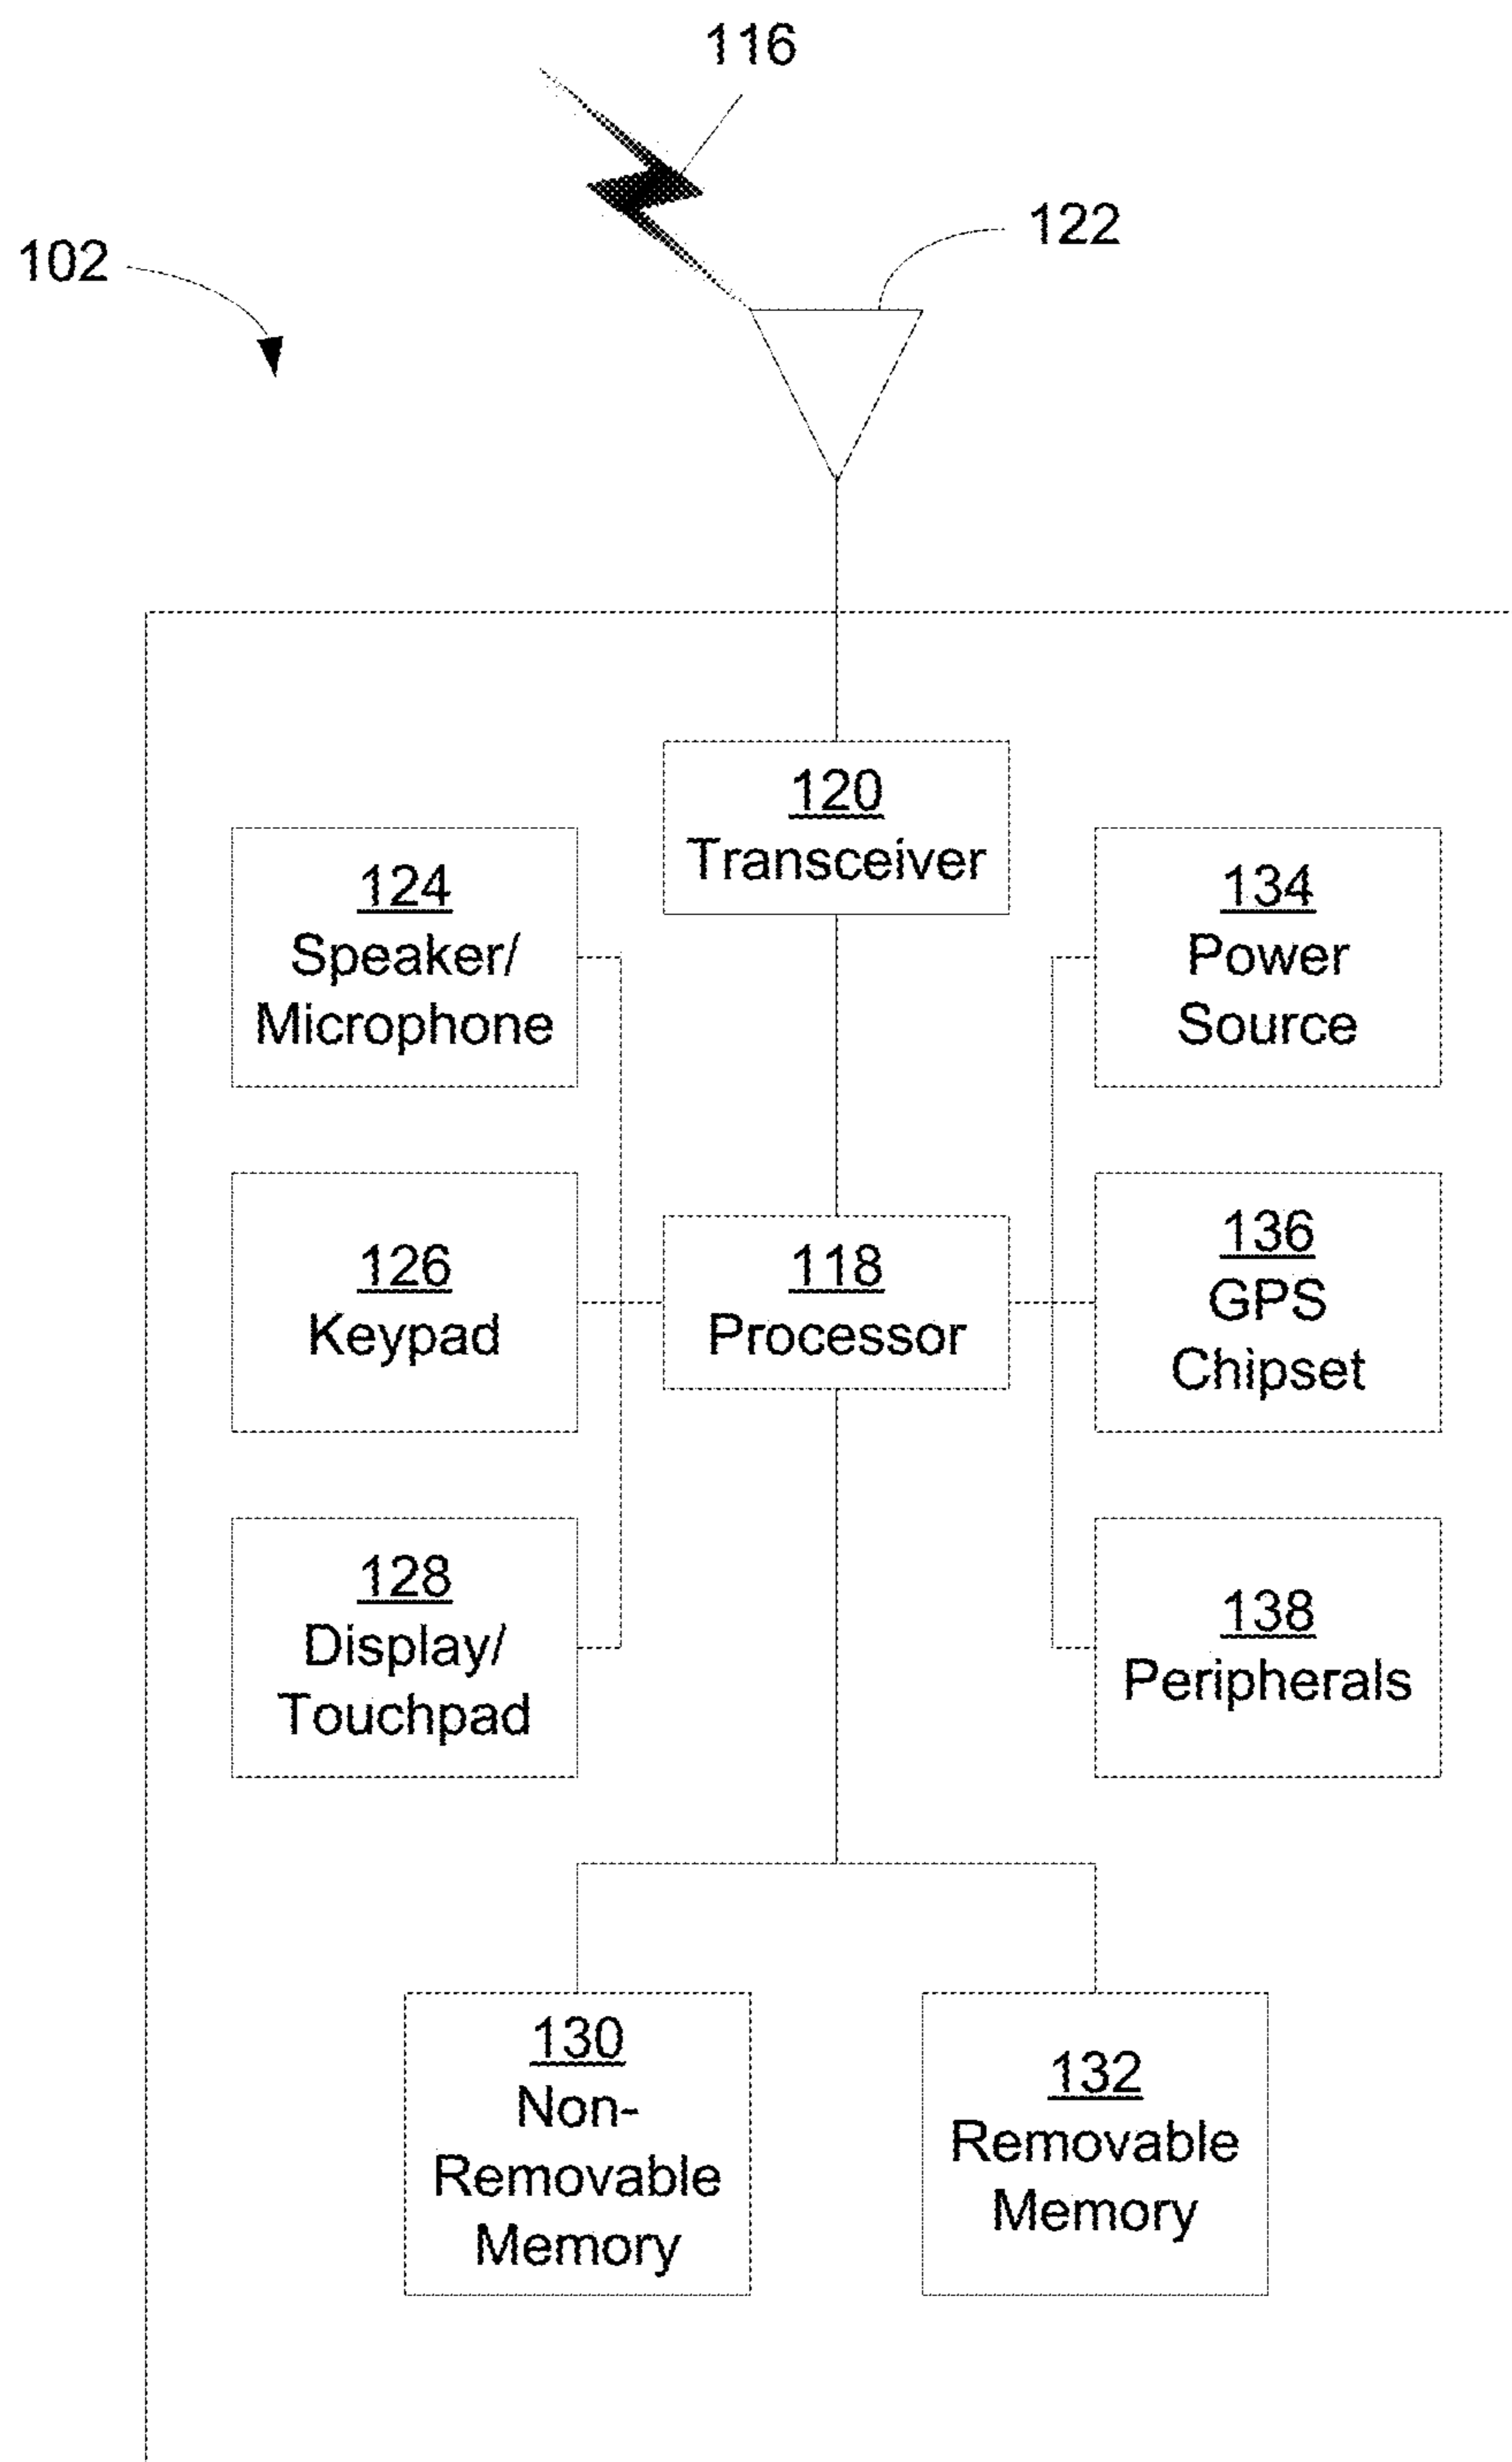 116
122
102
120
Transceiver
124
Speaker/
Microphone
134
Power
Source
126
Keypad
118
Processor
136
GPS
Chipset
128
Display/
Touchpad
138
Peripherals
130
Non-
Removable
Memory
132
Removable
Memory